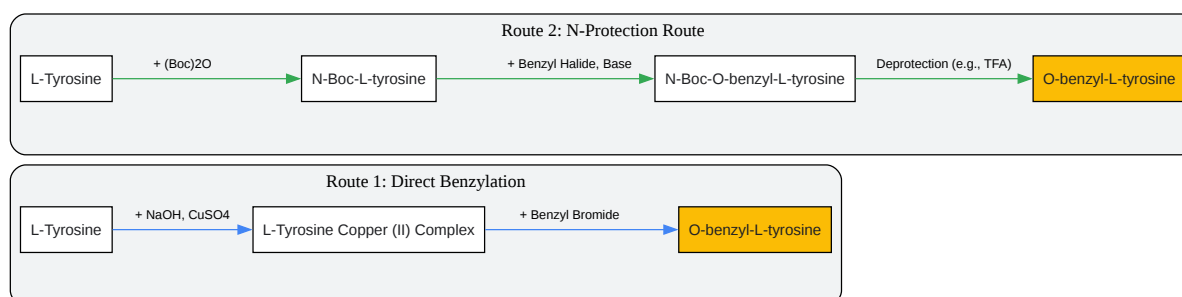 Route 2: N-Protection Route
L-Tyrosine
+ (Boc)2O
N-Boc-L-tyrosine
+ Benzyl Halide, Base
N-Boc-O-benzyl-L-tyrosine
Deprotection (e.g., TFA)
O-benzyl-L-tyrosine
Route 1: Direct Benzylation
L-Tyrosine
+ NaOH, CuSO4
L-Tyrosine Copper (II) Complex
+ Benzyl Bromide
O-benzyl-L-tyrosine